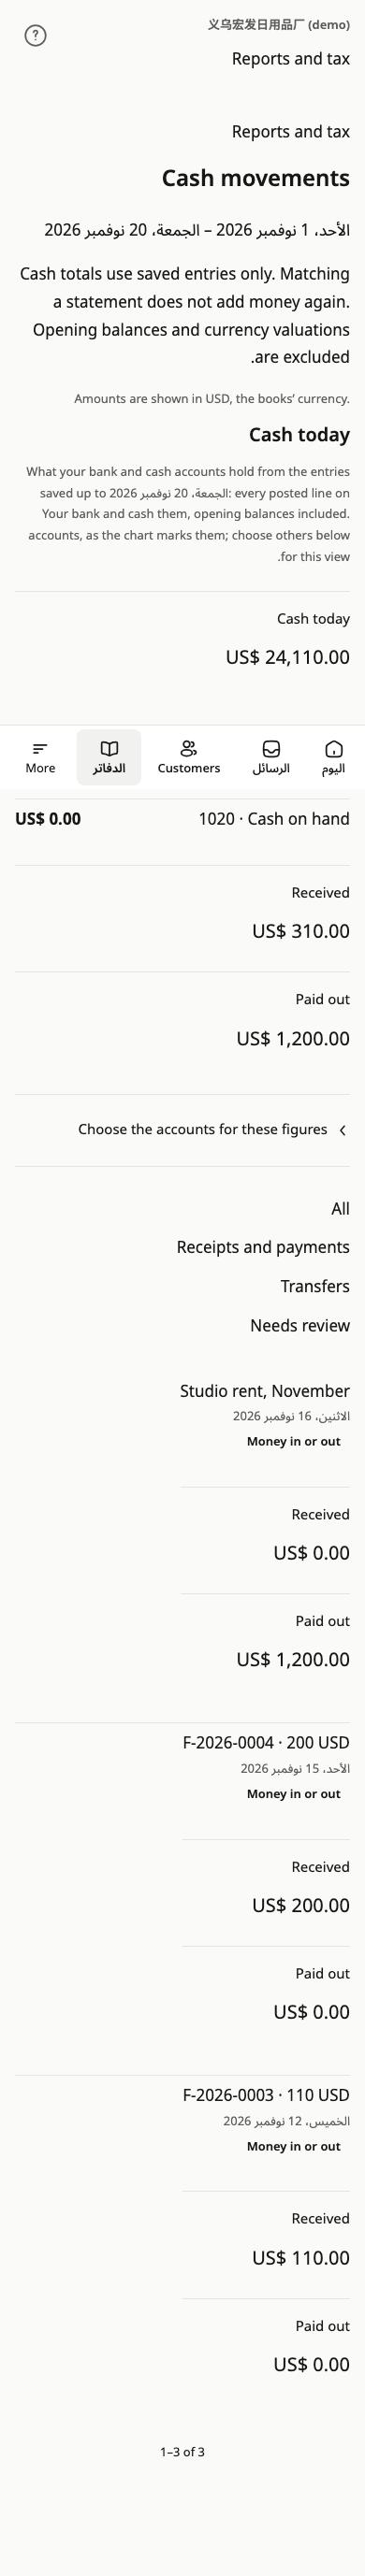 义乌宏发日用品厂 (demo)
Reports and tax
Reports and tax
Cash movements
الأحد، 1 نوفمبر 2026 – الجمعة، 20 نوفمبر 2026
Cash totals use saved entries only. Matching
a statement does not add money again.
Opening balances and currency valuations
.are excluded
Amounts are shown in USD, the books’ currency.
Cash today
What your bank and cash accounts hold from the entries
saved up to الجمعة، 20 نوفمبر 2026: every posted line on
Your bank and cash them, opening balances included.
accounts, as the chart marks them; choose others below
.for this view
Cash today
US$ 24,110.00
اليوم
الرسائل
Customers
الدفاتر
More
1020 · Cash on hand
US$ 0.00
Received
US$ 310.00
Paid out
US$ 1,200.00
Choose the accounts for these figures
All
Receipts and payments
Transfers
Needs review
Studio rent, November
الاثنين، 16 نوفمبر 2026
Money in or out
Received
US$ 0.00
Paid out
US$ 1,200.00
F-2026-0004 · 200 USD
الأحد، 15 نوفمبر 2026
Money in or out
Received
US$ 200.00
Paid out
US$ 0.00
F-2026-0003 · 110 USD
الخميس، 12 نوفمبر 2026
Money in or out
Received
US$ 110.00
Paid out
US$ 0.00
1–3 of 3